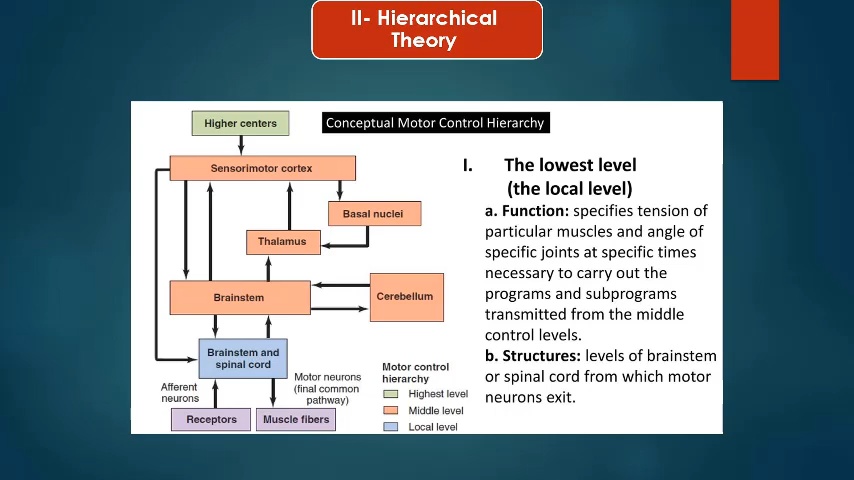 II- Hierarchical
Theory
Conceptual Motor Control Hierarchy
Higher centers
Sensorimotor cortex
Basal nuclei
Thalamus
Brainstem
Cerebellum
Brainstem and
spinal cord
Afferent
neurons
Motor neurons
(final common
pathway)
Receptors
Muscle fibers
Motor control
hierarchy
Highest level
Middle level
Local level
I. The lowest level
(the local level)
a. Function: specifies tension of
particular muscles and angle of
specific joints at specific times
necessary to carry out the
programs and subprograms
transmitted from the middle
control levels.
b. Structures: levels of brainstem
or spinal cord from which motor
neurons exit.